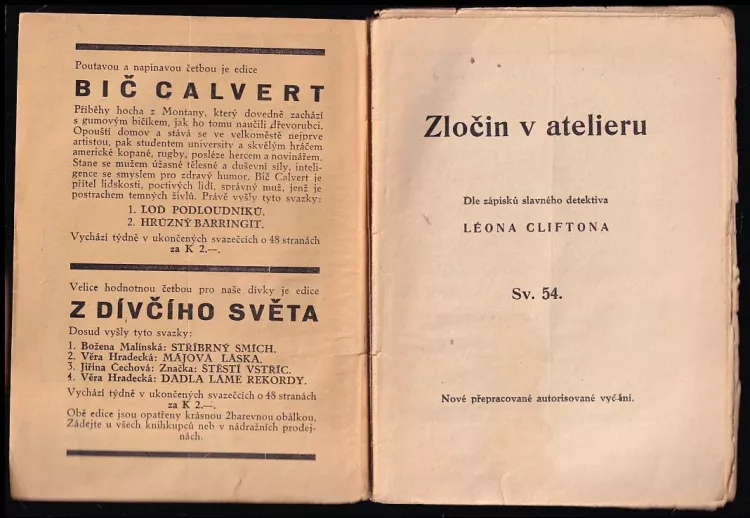 Poutavou a napínavou četbou je edice
BIČ CALVERT
Příběhy hocha z Montany, který dovedně zachází
s gumovým bičíkem, jak ho tomu naučili dřevorubci.
Opouští domov a stává se ve velkoměstě nejprve
artistou, pak studentem university a skvělým hráčem
americké kopané, rugby, posléze hercem a novinářem.
Stane se mužem úžasné tělesné a duševní síly, inteli-
gence se smyslem pro zdravý humor. Bič Calvert je
přítel lidskosti, poctivých lidí, správný muž, jenž je
postrachem temných živlů. Právě vyšly tyto svazky:
1. LOĎ PODLOUDNÍKŮ.
2. HRŮZNÝ BARRINGIT.
Vychází týdně v ukončených svazečcích o 48 stranách
za K 2.—.
Velice hodnotnou četbou pro naše dívky je edice
Z DÍVČÍHO SVĚTA
Dosud vyšly tyto svazky:
1. Božena Malínská: STŘÍBRNÝ SMÍCH.
2. Věra Hradecká: MÁJOVÁ LÁSKA.
3. Jiřina Čechová: Značka: ŠTĚSTÍ VSTŘÍC.
4. Věra Hradecká: DÁDLA LÁME REKORDY.
Vychází týdně v ukončených svazečcích o 48 stranách
za K 2.—.
Obě edice jsou opatřeny krásnou 2barevnou obálkou.
Žádejte u všech knihkupců neb v nádražních prodej-
nách.
Zločin v atelieru
Dle zápisků slavného detektiva
LÉONA CLIFTONA
Sv. 54.
Nové přepracované autorisované vydání.